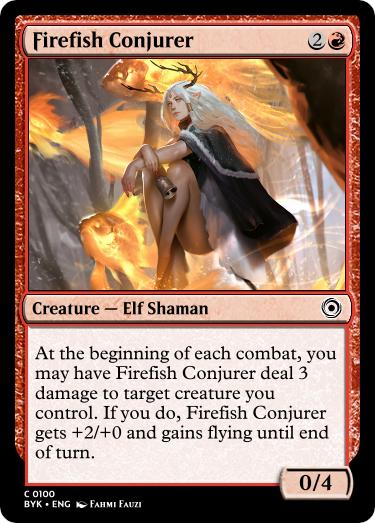 Firefish Conjurer 2
Creature — Elf Shaman
At the beginning of each combat, you
may have Firefish Conjurer deal 3
damage to target creature you
control. If you do, Firefish Conjurer
gets +2/+0 and gains flying until end
of turn.
0/4
C 0100
BYK • ENG Fahmi Fauzi